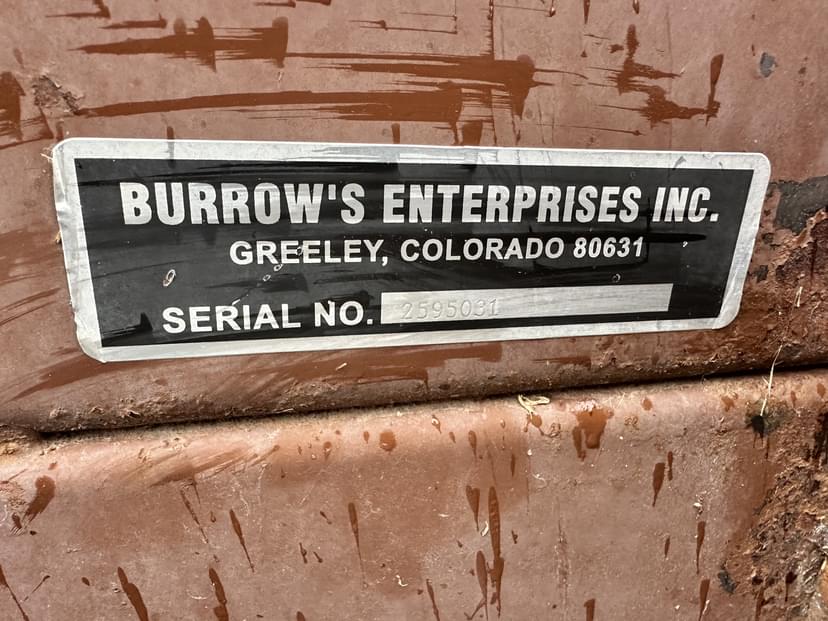 BURROW'S ENTERPRISES INC.
GREELEY, COLORADO 80631
SERIAL NO. 2595031